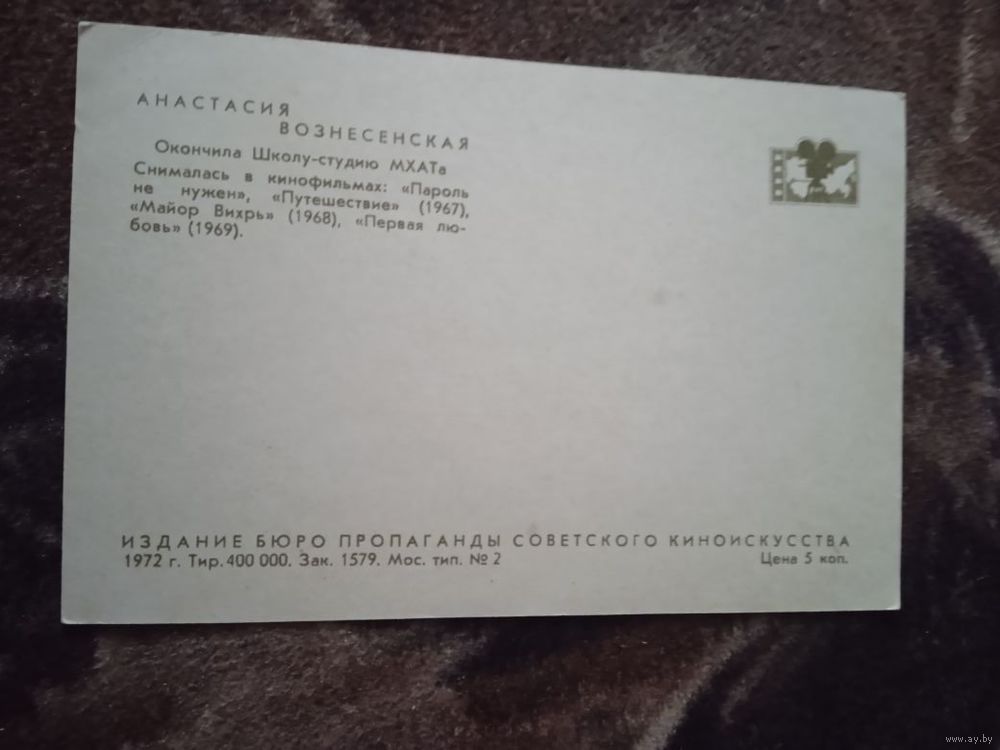 АНАСТАСИЯ
ВОЗНЕСЕНСКАЯ
Окончила Школу-студию МХАТа
Снималась в кинофильмах: «Пароль
не нужен», «Путешествие» (1967),
«Майор Вихрь» (1968), «Первая лю-
бовь» (1969).
ИЗДАНИЕ БЮРО ПРОПАГАНДЫ СОВЕТСКОГО КИНОИСКУССТВА
1972 г. Тир. 400 000. Зак. 1579. Мос. тип. № 2 Цена 5 коп.
www.ay.by